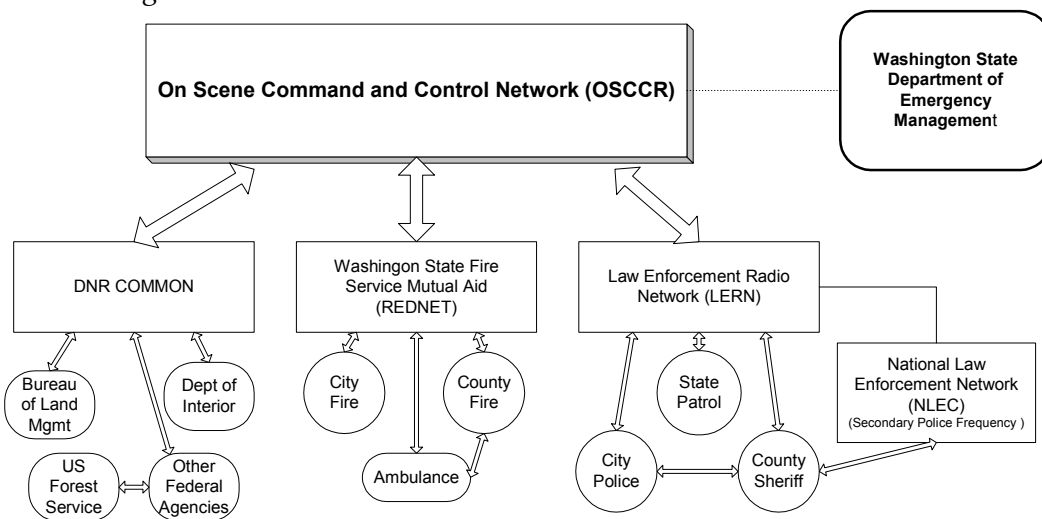 On Scene Command and Control Network (OSCCR)
Washington State
Department of
Emergency
Management
DNR COMMON
Washingon State Fire
Service Mutual Aid
(REDNET)
Law Enforcement Radio
Network (LERN)
National Law
Enforcement Network
(NLEC)
(Secondary Police Frequency )
Bureau
of Land
Mgmt
Dept of
Interior
US
Forest
Service
Other
Federal
Agencies
City
Fire
County
Fire
Ambulance
State
Patrol
City
Police
County
Sheriff